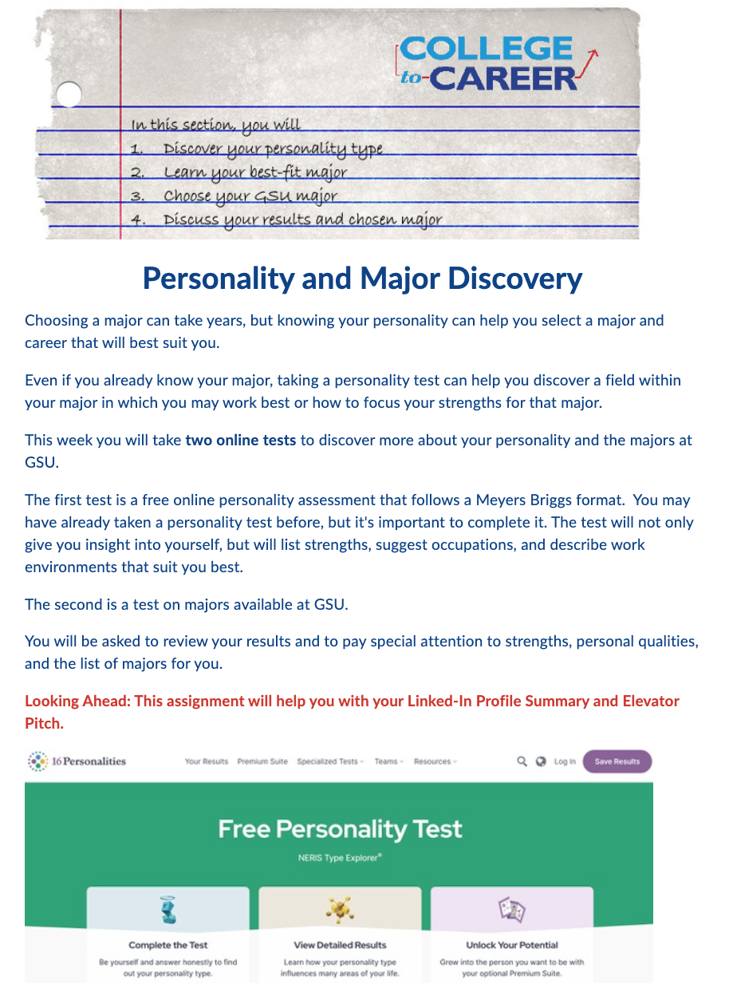 COLLEGE
to-CAREER
In this section, you will
1. Discover your personality type
2. Learn your best-fit major
3. Choose your GSU major
4. Discuss your results and chosen major
Personality and Major Discovery
Choosing a major can take years, but knowing your personality can help you select a major and
career that will best suit you.
Even if you already know your major, taking a personality test can help you discover a field within
your major in which you may work best or how to focus your strengths for that major.
This week you will take two online tests to discover more about your personality and the majors at
GSU.
The first test is a free online personality assessment that follows a Meyers Briggs format.  You may
have already taken a personality test before, but it's important to complete it. The test will not only
give you insight into yourself, but will list strengths, suggest occupations, and describe work
environments that suit you best.
The second is a test on majors available at GSU.
You will be asked to review your results and to pay special attention to strengths, personal qualities,
and the list of majors for you.
Looking Ahead: This assignment will help you with your Linked-In Profile Summary and Elevator
Pitch.
16Personalities Your Results Premium Suite Specialized Tests Teams Resources Log In Save Results
Free Personality Test
NERIS Type Explorer®
Complete the Test
Be yourself and answer honestly to find
out your personality type.
View Detailed Results
Learn how your personality type
influences many areas of your life.
Unlock Your Potential
Grow into the person you want to be with
your optional Premium Suite.